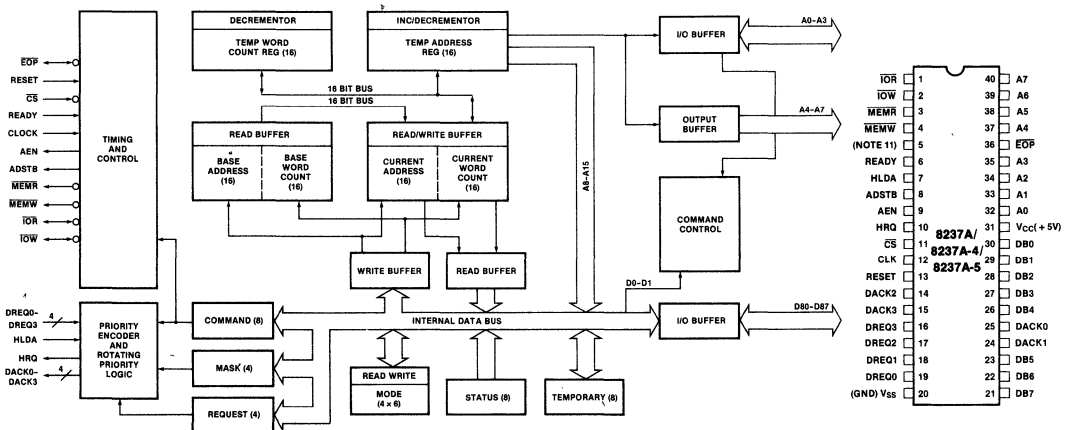 EOP
RESET
CS
READY
CLOCK
AEN
ADSTB
MEMR
MEMW
IOR
IOW
TIMING
AND
CONTROL
DREQ0-
DREQ3
4
HLDA
HRQ
DACK0-
DACK3
4
PRIORITY
ENCODER
AND
ROTATING
PRIORITY
LOGIC
DECREMENTOR
TEMP WORD
COUNT REG (16)
INC/DECREMENTOR
TEMP ADDRESS
REG (16)
16 BIT BUS
16 BIT BUS
READ BUFFER
BASE
ADDRESS
(16)
BASE
WORD
COUNT
(16)
READ/WRITE BUFFER
CURRENT
ADDRESS
(16)
CURRENT
WORD
COUNT
(16)
WRITE BUFFER
READ BUFFER
COMMAND (8)
MASK (4)
REQUEST (4)
INTERNAL DATA BUS
READ WRITE
MODE
(4 × 6)
STATUS (8)
TEMPORARY (8)
A8-A15
I/O BUFFER
A0-A3
OUTPUT
BUFFER
A4-A7
COMMAND
CONTROL
D0-D1
I/O BUFFER
D80-D87
IOR 1
IOW 2
MEMR 3
MEMW 4
(NOTE 11) 5
READY 6
HLDA 7
ADSTB 8
AEN 9
HRQ 10
CS 11
CLK 12
RESET 13
DACK2 14
DACK3 15
DREQ3 16
DREQ2 17
DREQ1 18
DREQ0 19
(GND) VSS 20
8237A/
8237A-4/
8237A-5
40 A7
39 A6
38 A5
37 A4
36 EOP
35 A3
34 A2
33 A1
32 A0
31 VCC(+5V)
30 DB0
29 DB1
28 DB2
27 DB3
26 DB4
25 DACK0
24 DACK1
23 DB5
22 DB6
21 DB7